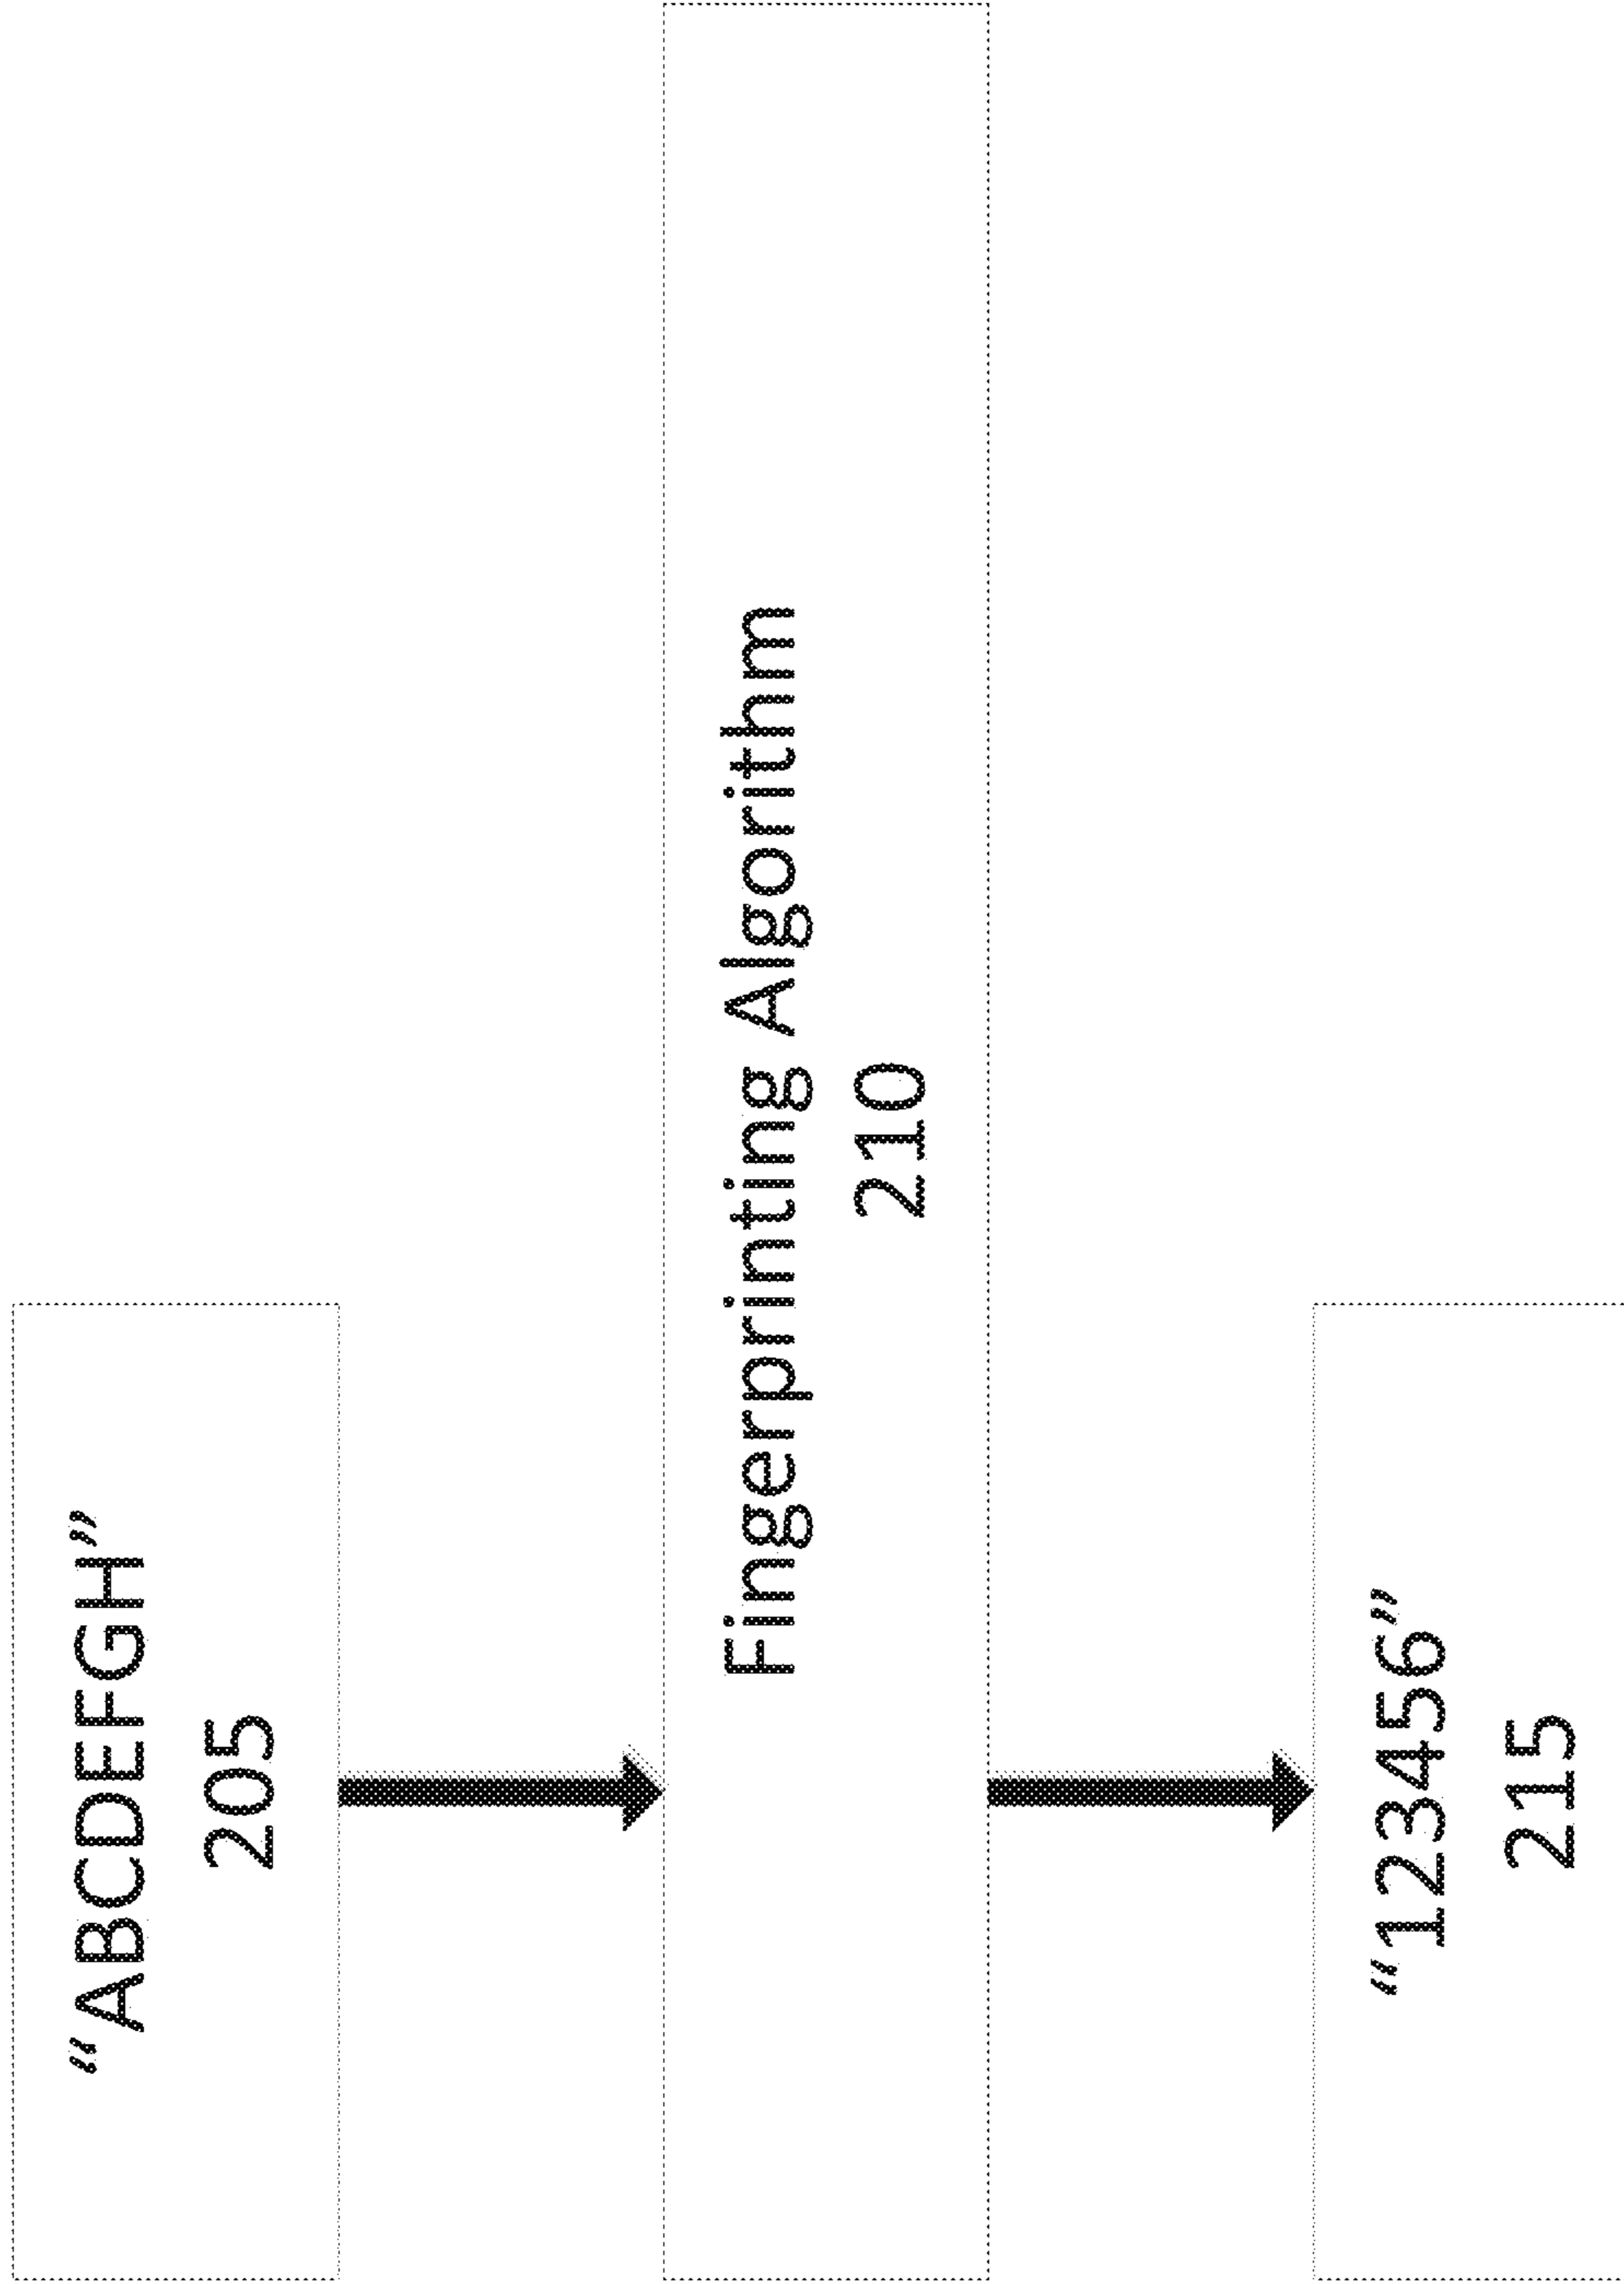 “ABCDEFGH”
205
Fingerprinting Algorithm
210
“123456”
215